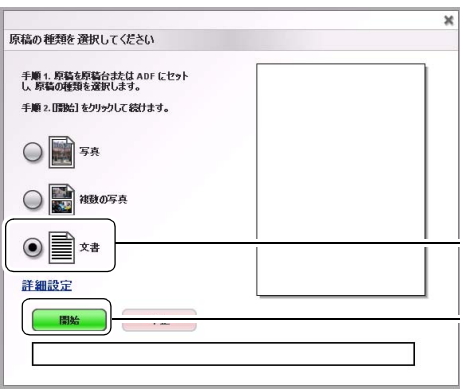 原稿の種類を選択してください
手順 1. 原稿を原稿台または ADF にセット
し、原稿の種類を選択します。
手順 2. [開始] をクリックして続けます。
写真
複数の写真
文書
詳細設定
開始